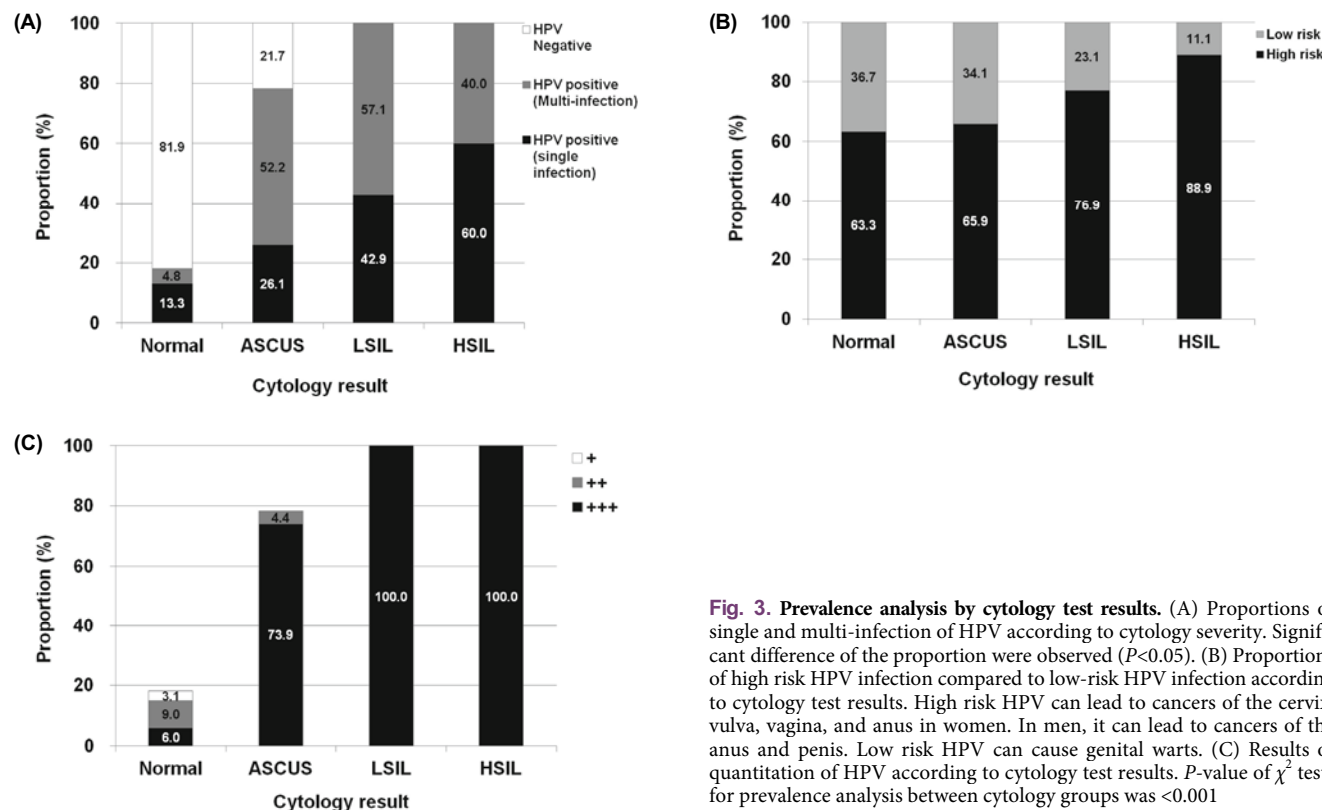 (A)
Proportion (%)
100
80
60
40
20
0
21.7
81.9
52.2
57.1
40.0
4.8
13.3
26.1
42.9
60.0
Normal ASCUS LSIL HSIL
Cytology result
HPV
Negative
HPV positive
(Multi-infection)
HPV positive
(single
infection)
(B)
Proportion (%)
100
80
60
40
20
0
36.7
34.1
23.1
11.1
63.3
65.9
76.9
88.9
Normal ASCUS LSIL HSIL
Cytology result
Low risk
High risk
(C)
Proportion (%)
100
80
60
40
20
0
3.1
9.0
6.0
4.4
73.9
100.0
100.0
Normal ASCUS LSIL HSIL
Cytology result
+
++
+++
Fig. 3. Prevalence analysis by cytology test results. (A) Proportions o
single and multi-infection of HPV according to cytology severity. Signifi-
cant difference of the proportion were observed (P<0.05). (B) Proportion
of high risk HPV infection compared to low-risk HPV infection accordin
to cytology test results. High risk HPV can lead to cancers of the cervi
vulva, vagina, and anus in women. In men, it can lead to cancers of th
anus and penis. Low risk HPV can cause genital warts. (C) Results o
quantitation of HPV according to cytology test results. P-value of χ² test
for prevalence analysis between cytology groups was <0.001